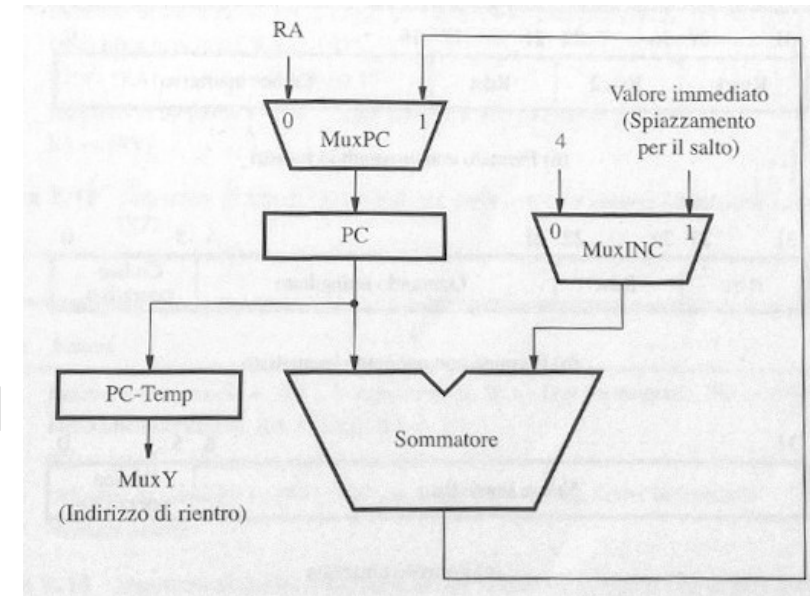 RA
0
1
MuxPC
Valore immediato
(Spiazzamento
per il salto)
4
0
1
MuxINC
PC
PC-Temp
Sommatore
MuxY
(Indirizzo di rientro)